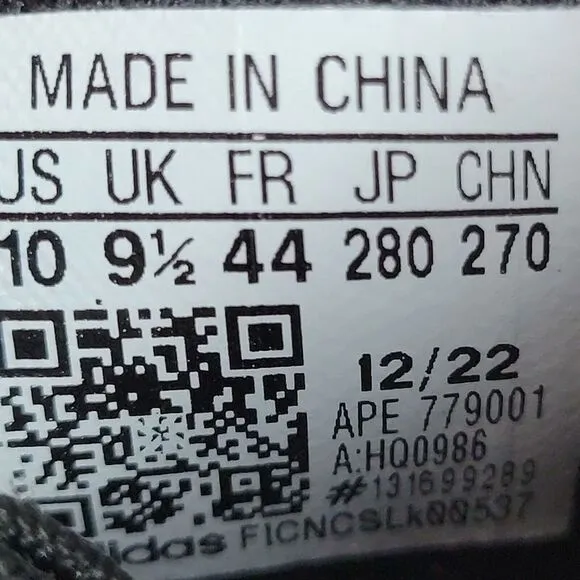 MADE IN CHINA
US UK FR JP CHN
10 9½ 44 280 270
12/22
APE 779001
A:HQ0986
#131699289
adidas FICNCSLk00537